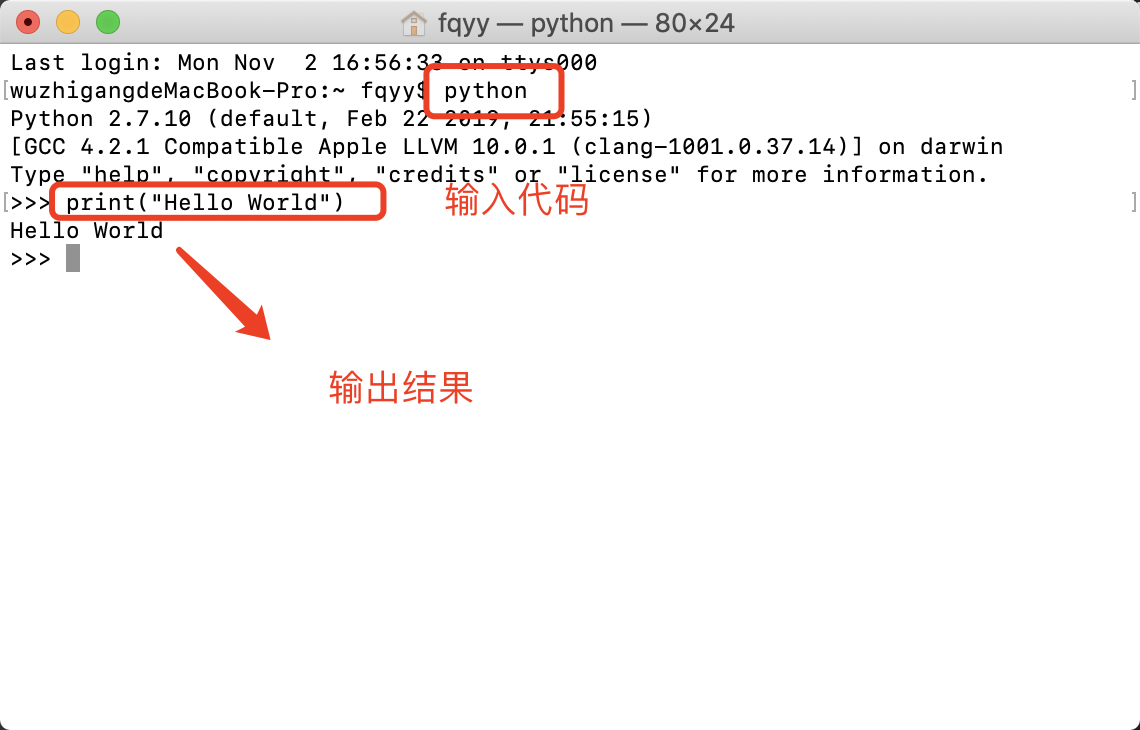 fqyy — python — 80×24
Last login: Mon Nov  2 16:56:33 on ttys000
[wuzhigangdeMacBook-Pro:~ fqyy$ python ]
Python 2.7.10 (default, Feb 22 2019, 21:55:15)
[GCC 4.2.1 Compatible Apple LLVM 10.0.1 (clang-1001.0.37.14)] on darwin
Type "help", "copyright", "credits" or "license" for more information.
[>>> print("Hello World") ]
输入代码
Hello World
>>>
输出结果